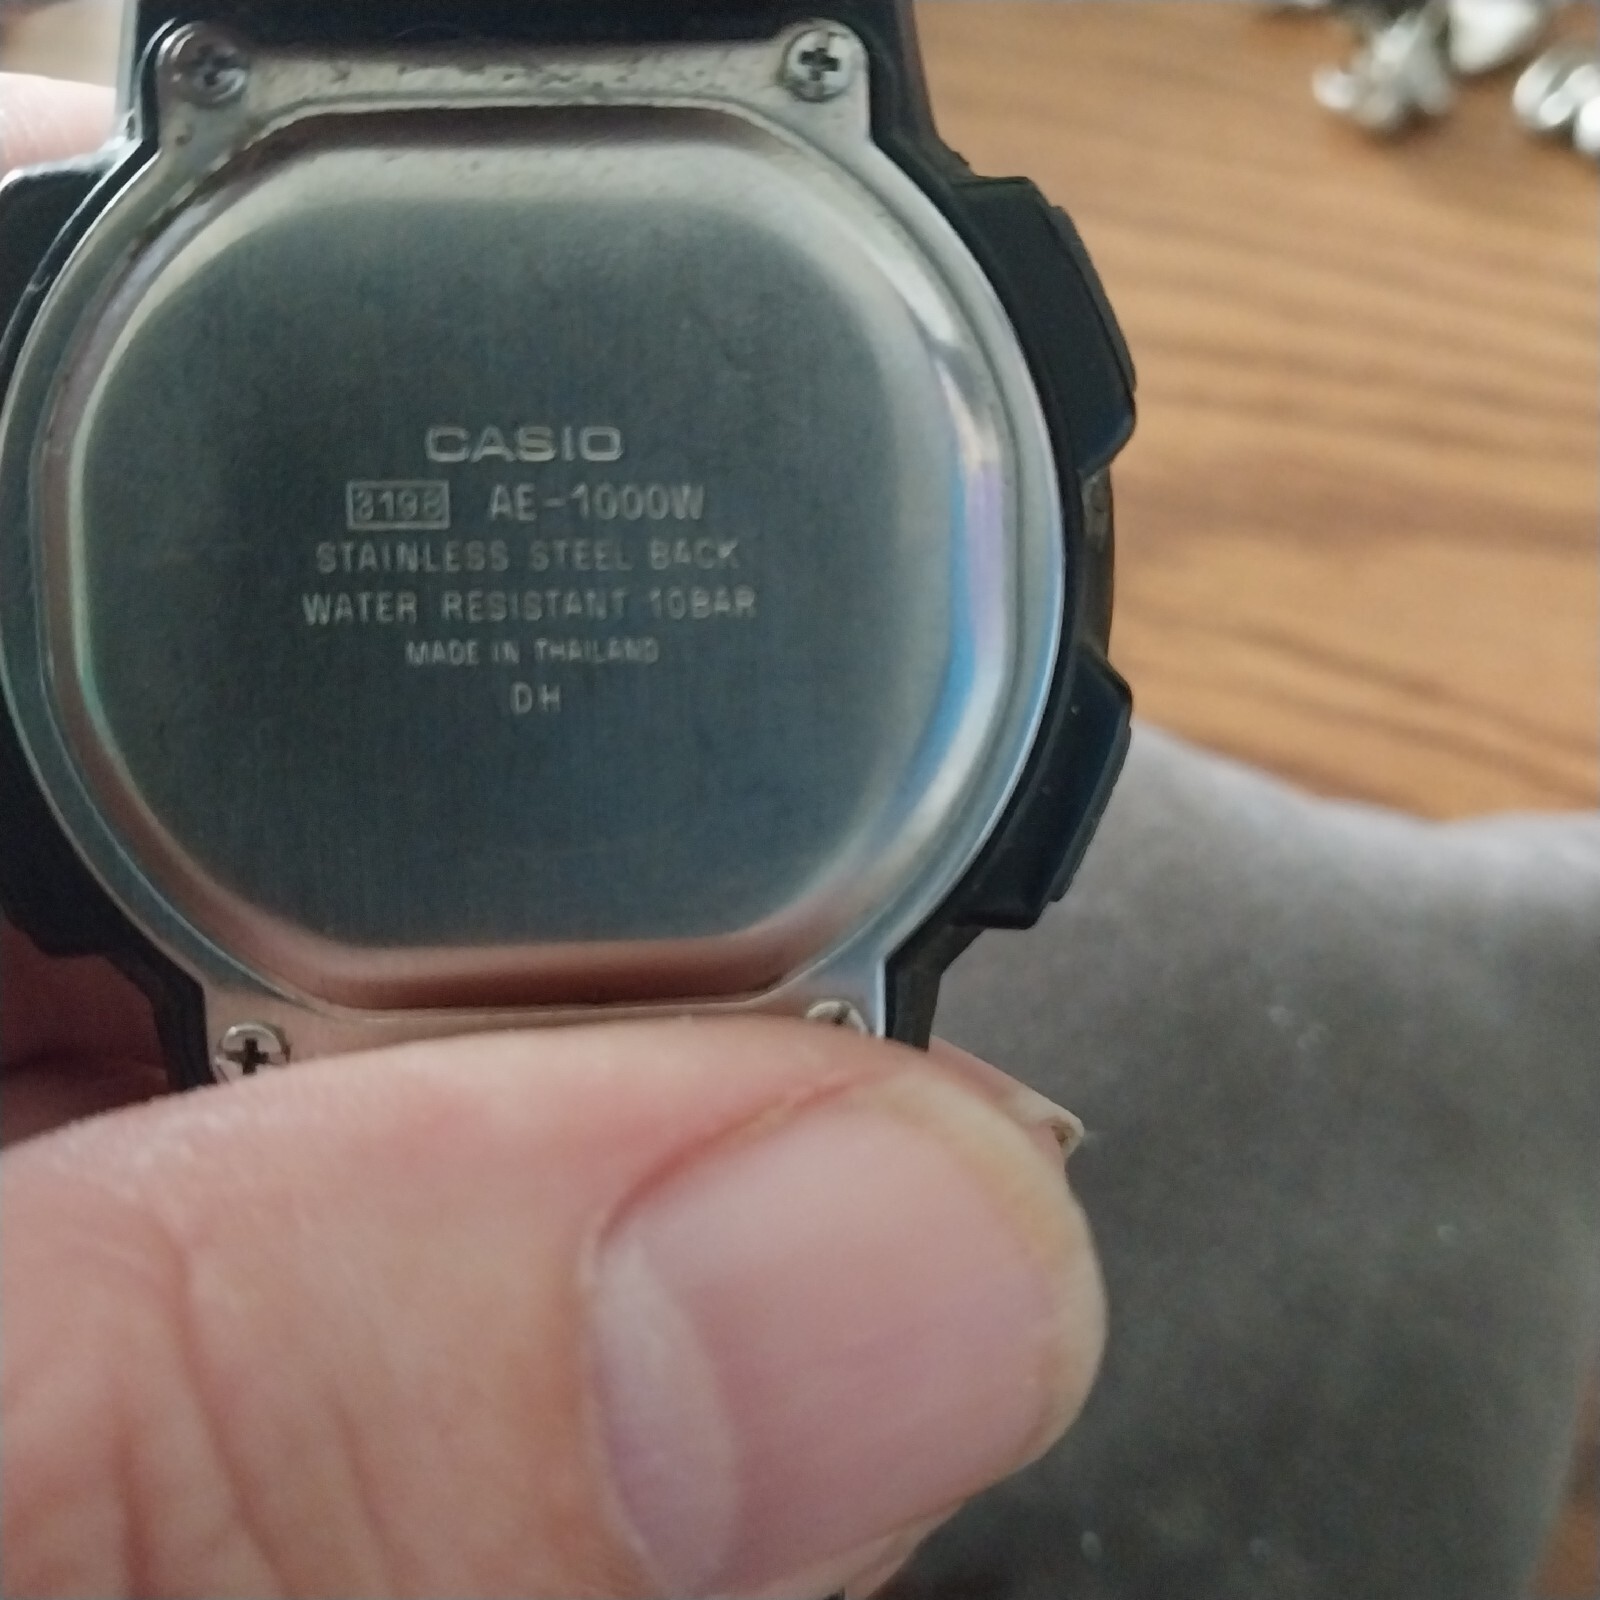 CASIO
3198 AE-1000W
STAINLESS STEEL BACK
WATER RESISTANT 10BAR
MADE IN THAILAND
DH